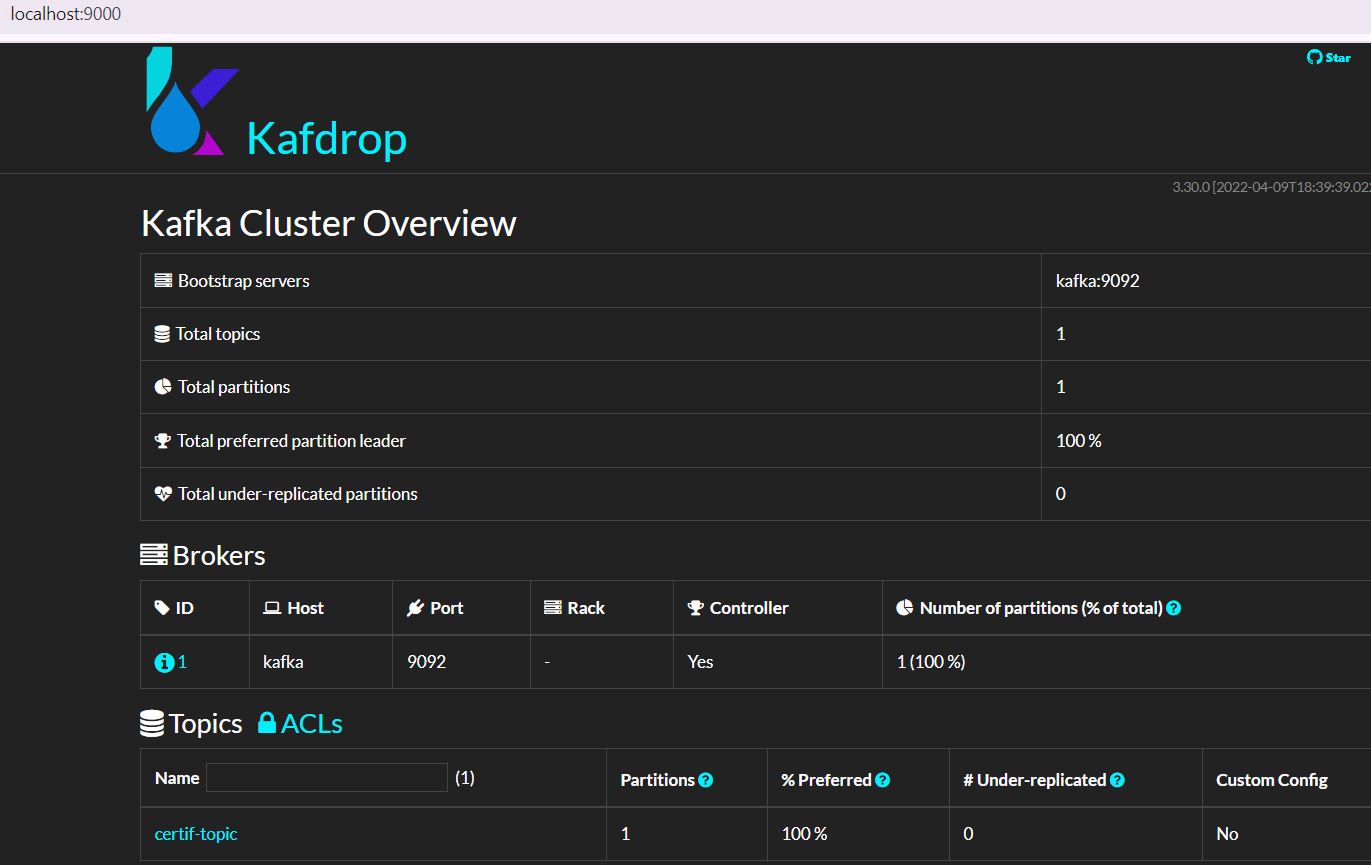 localhost:9000
Star
Kafdrop
3.30.0 [2022-04-09T18:39:39.02
Kafka Cluster Overview
Bootstrap servers kafka:9092
Total topics 1
Total partitions 1
Total preferred partition leader 100 %
Total under-replicated partitions 0
Brokers
ID Host Port Rack Controller Number of partitions (% of total)
1 kafka 9092 - Yes 1 (100 %)
Topics ACLs
Name (1) Partitions % Preferred # Under-replicated Custom Config
certif-topic 1 100 % 0 No